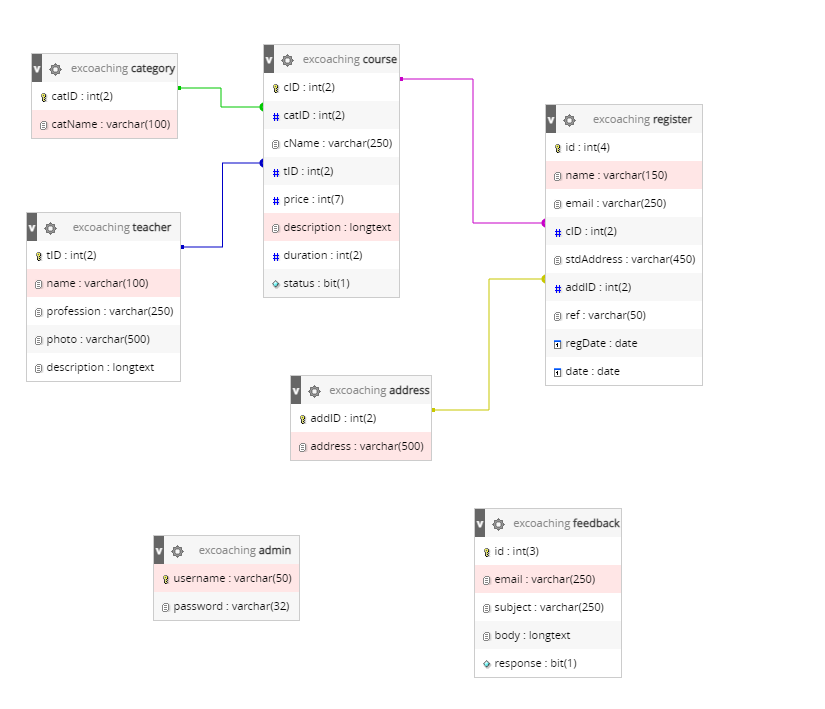 v excoaching category
catID : int(2)
catName : varchar(100)
v excoaching course
cID : int(2)
catID : int(2)
cName : varchar(250)
tID : int(2)
price : int(7)
description : longtext
duration : int(2)
status : bit(1)
v excoaching register
id : int(4)
name : varchar(150)
email : varchar(250)
cID : int(2)
stdAddress : varchar(450)
addID : int(2)
ref : varchar(50)
regDate : date
date : date
v excoaching teacher
tID : int(2)
name : varchar(100)
profession : varchar(250)
photo : varchar(500)
description : longtext
v excoaching address
addID : int(2)
address : varchar(500)
v excoaching admin
username : varchar(50)
password : varchar(32)
v excoaching feedback
id : int(3)
email : varchar(250)
subject : varchar(250)
body : longtext
response : bit(1)